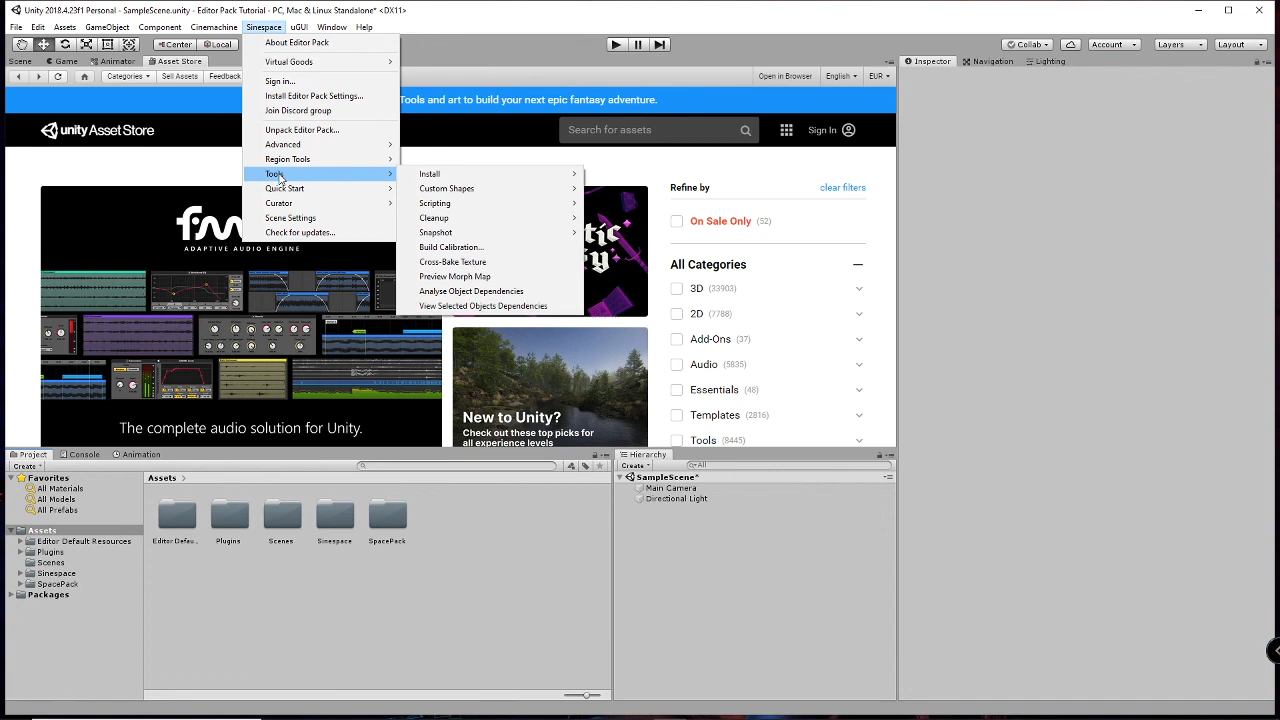 Unity 2018.4.23f1 Personal - SampleScene.unity - Editor Pack Tutorial - PC, Mac & Linux Standalone* <DX11>
File Edit Assets GameObject Component Cinemachine Sinespace uGUI Window Help
Center Local Collab Account Layers Layout
Scene Game Animator Asset Store
Categories Sell Assets Feedback Open in Browser English EUR
About Editor Pack
Virtual Goods
Sign in...
Install Editor Pack Settings...
Join Discord group
Unpack Editor Pack...
Advanced
Region Tools
Tools
Quick Start
Curator
Scene Settings
Check for updates...
Install
Custom Shapes
Scripting
Cleanup
Snapshot
Build Calibration...
Cross-Bake Texture
Preview Morph Map
Analyse Object Dependencies
View Selected Objects Dependencies
Tools and art to build your next epic fantasy adventure.
unity Asset Store
Search for assets
Sign In
ADAPTIVE AUDIO ENGINE
The complete audio solution for Unity.
New to Unity?
Check out these top picks for
all experience levels
Refine by clear filters
On Sale Only (52)
All Categories
3D (33903)
2D (7788)
Add-Ons (37)
Audio (5835)
Essentials (48)
Templates (2816)
Tools (8445)
Inspector Navigation Lighting
Project Console Animation
Create
Favorites
All Materials
All Models
All Prefabs
Assets
Editor Default Resources
Plugins
Scenes
Sinespace
SpacePack
Packages
Assets
Editor Defau... Plugins Scenes Sinespace SpacePack
Hierarchy
Create All
SampleScene*
Main Camera
Directional Light